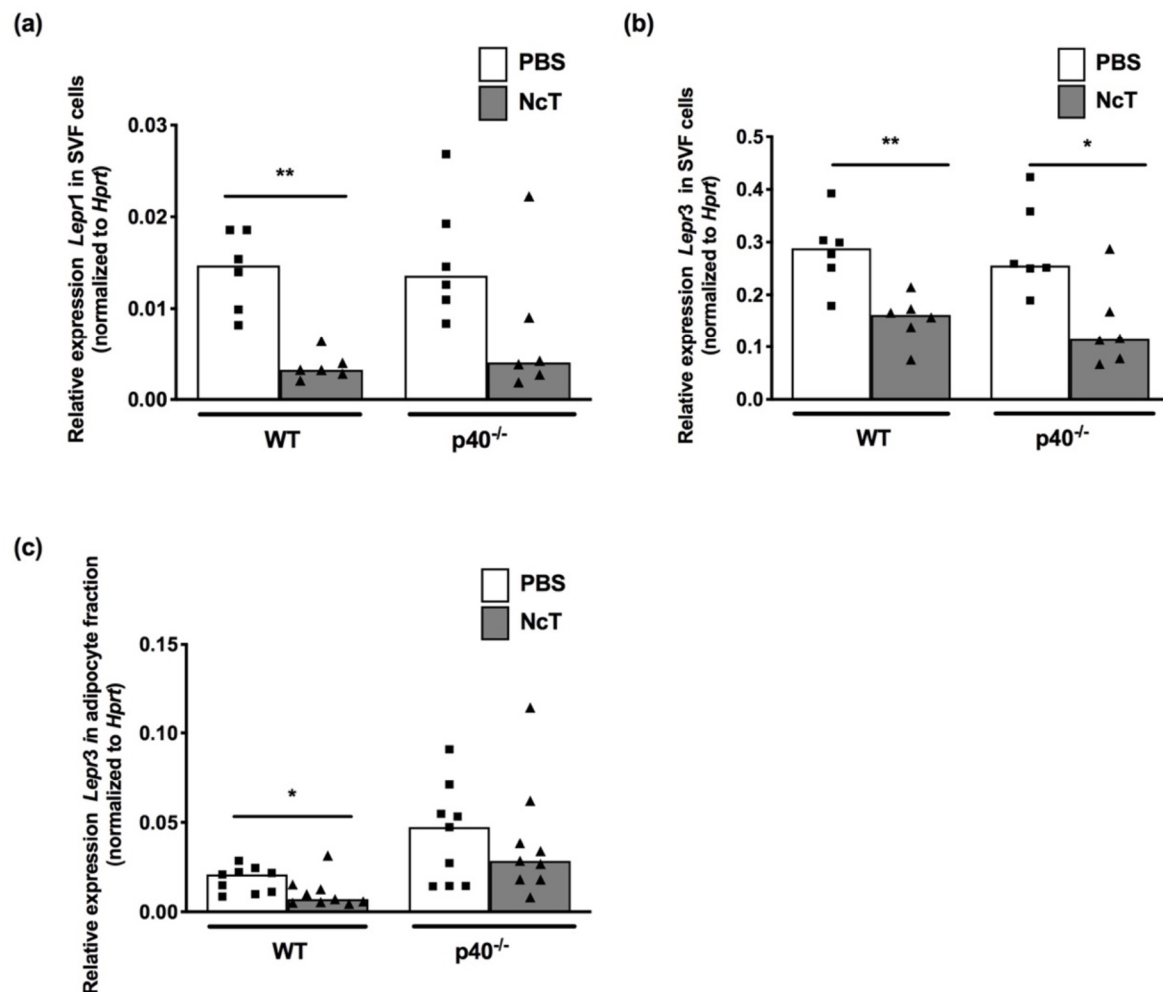 (a)
PBS
NcT
Relative expression Lepr1 in SVF cells
(normalized to Hprt)
0.03
0.02
0.01
0.00
**
WT
p40-/-
(b)
PBS
NcT
Relative expression Lepr3 in SVF cells
(normalized to Hprt)
0.5
0.4
0.3
0.2
0.1
0.0
**
*
WT
p40-/-
(c)
PBS
NcT
Relative expression Lepr3 in adipocyte fraction
(normalized to Hprt)
0.15
0.10
0.05
0.00
*
WT
p40-/-